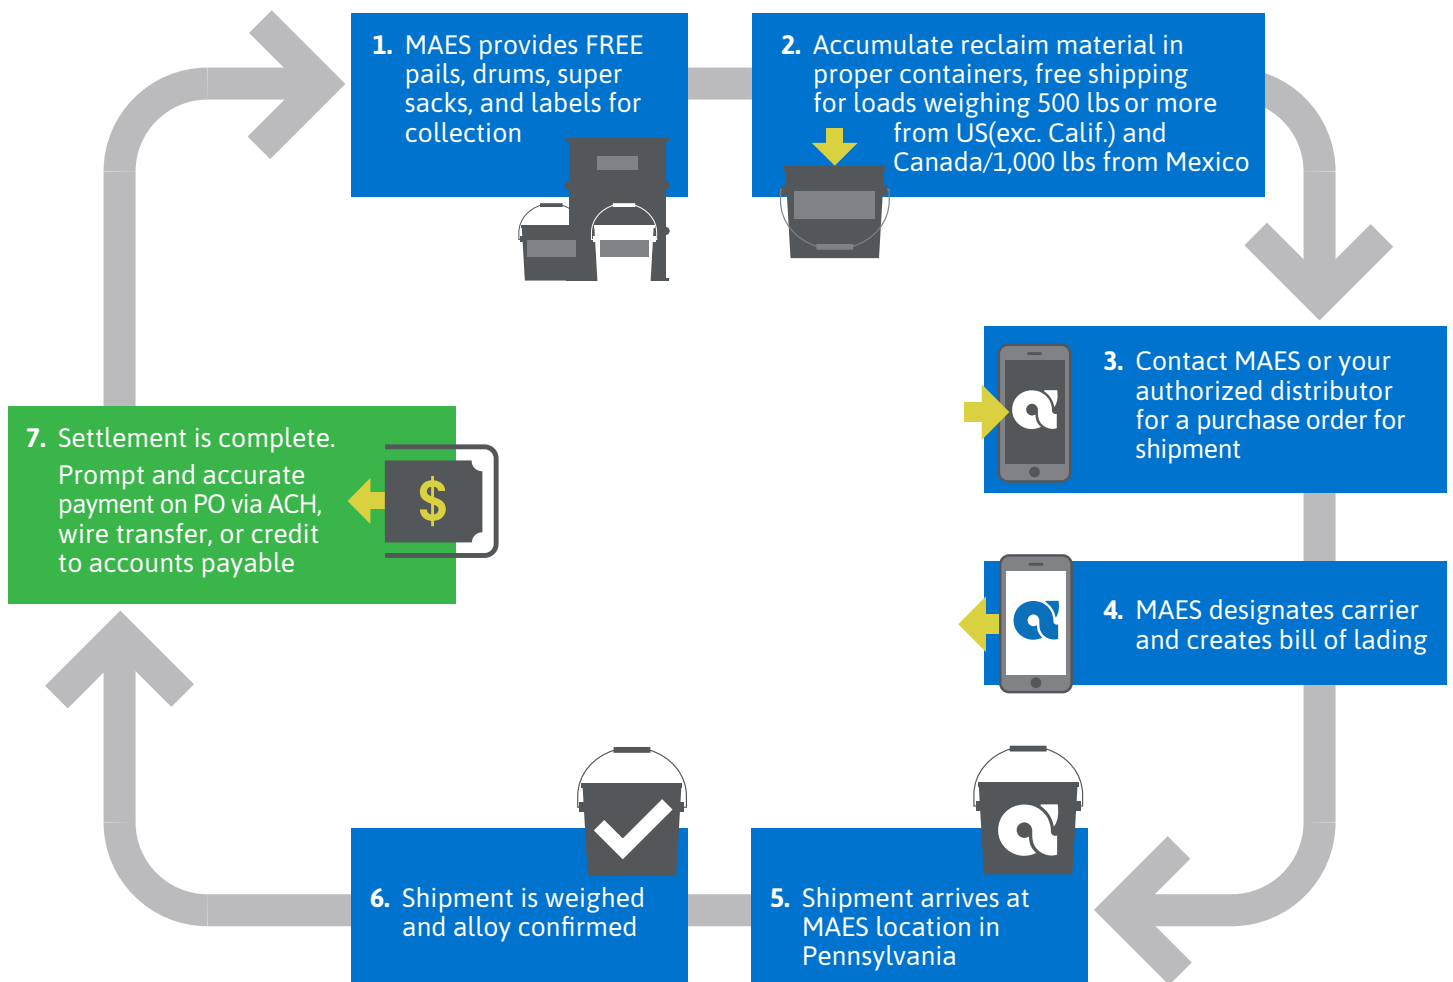 1. MAES provides FREE
pails, drums, super
sacks, and labels for
collection
2. Accumulate reclaim material in
proper containers, free shipping
for loads weighing 500 lbs or more
from US(exc. Calif.) and
Canada/1,000 lbs from Mexico
3. Contact MAES or your
authorized distributor
for a purchase order for
shipment
4. MAES designates carrier
and creates bill of lading
5. Shipment arrives at
MAES location in
Pennsylvania
6. Shipment is weighed
and alloy confirmed
7. Settlement is complete.
Prompt and accurate
payment on PO via ACH,
wire transfer, or credit
to accounts payable
$